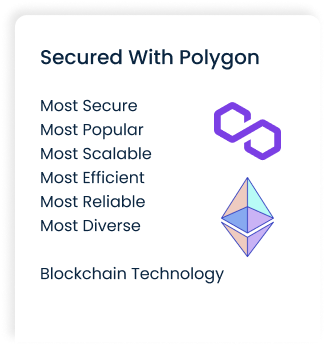 Secured With Polygon
Most Secure
Most Popular
Most Scalable
Most Efficient
Most Reliable
Most Diverse
Blockchain Technology